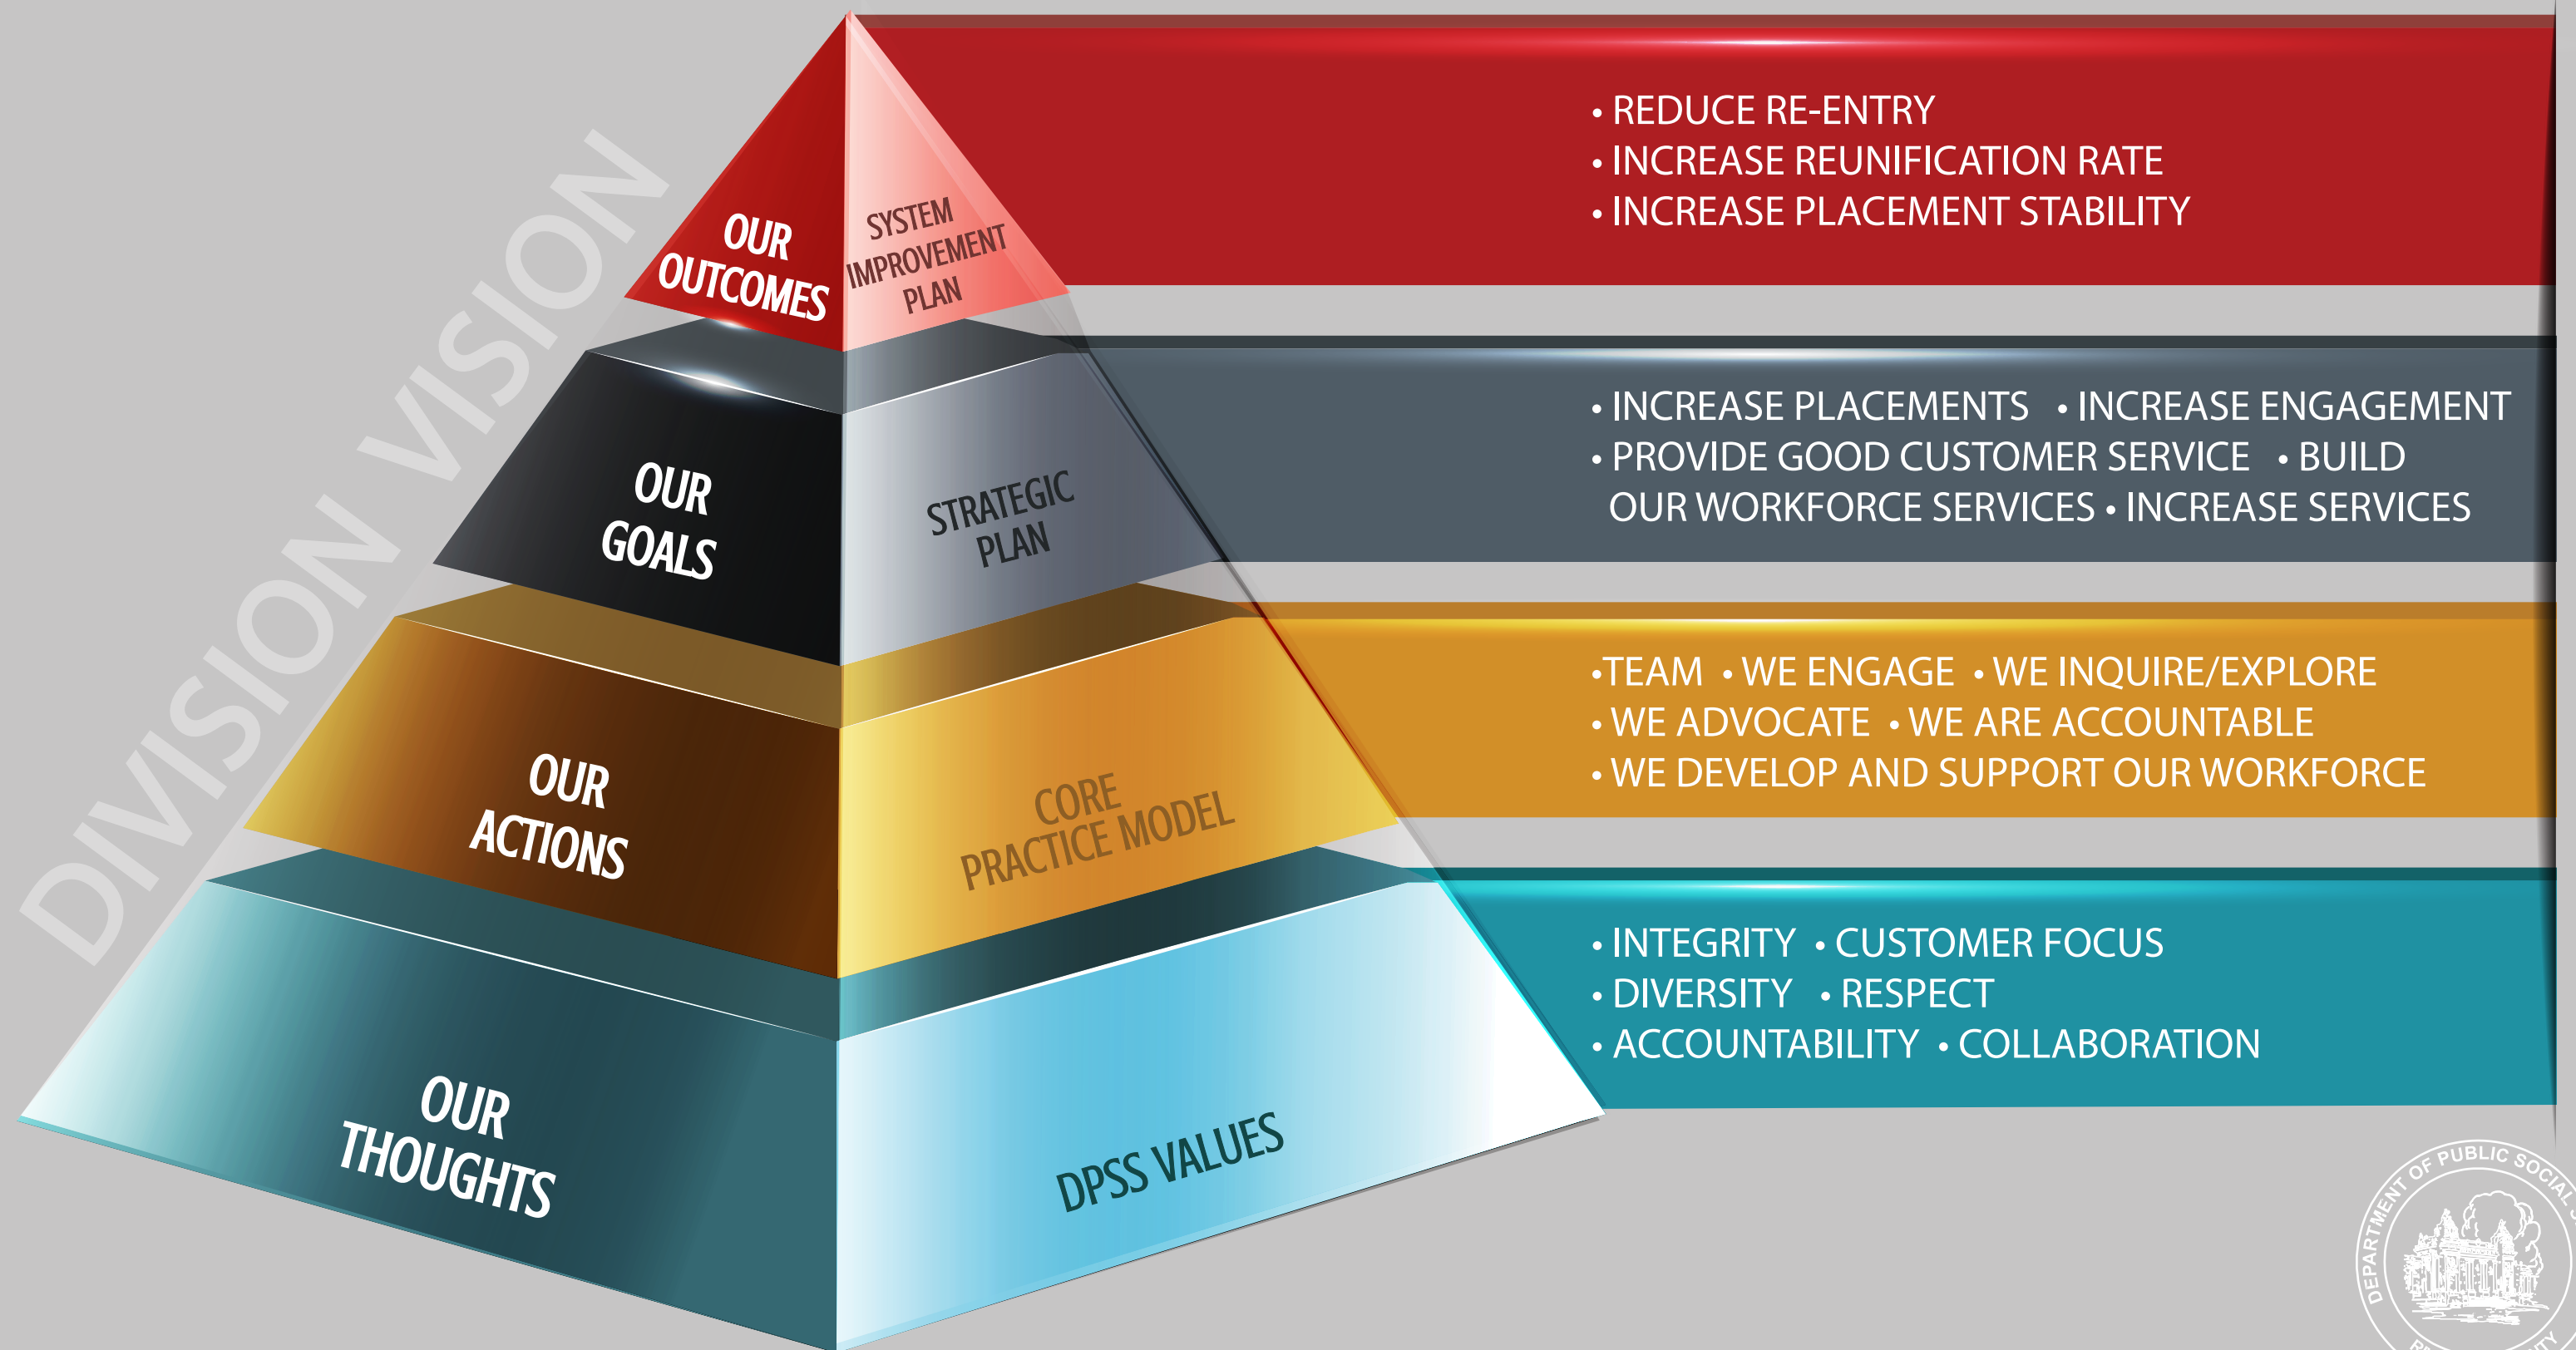 DIVISION VISION
OUR
OUTCOMES
SYSTEM
IMPROVEMENT
PLAN
• REDUCE RE-ENTRY
• INCREASE REUNIFICATION RATE
• INCREASE PLACEMENT STABILITY
OUR
GOALS
STRATEGIC
PLAN
• INCREASE PLACEMENTS • INCREASE ENGAGEMENT
• PROVIDE GOOD CUSTOMER SERVICE • BUILD
OUR WORKFORCE SERVICES • INCREASE SERVICES
OUR
ACTIONS
CORE
PRACTICE MODEL
•TEAM • WE ENGAGE • WE INQUIRE/EXPLORE
• WE ADVOCATE • WE ARE ACCOUNTABLE
• WE DEVELOP AND SUPPORT OUR WORKFORCE
OUR
THOUGHTS
DPSS VALUES
• INTEGRITY • CUSTOMER FOCUS
• DIVERSITY • RESPECT
• ACCOUNTABILITY • COLLABORATION
DEPARTMENT OF PUBLIC SOCIAL